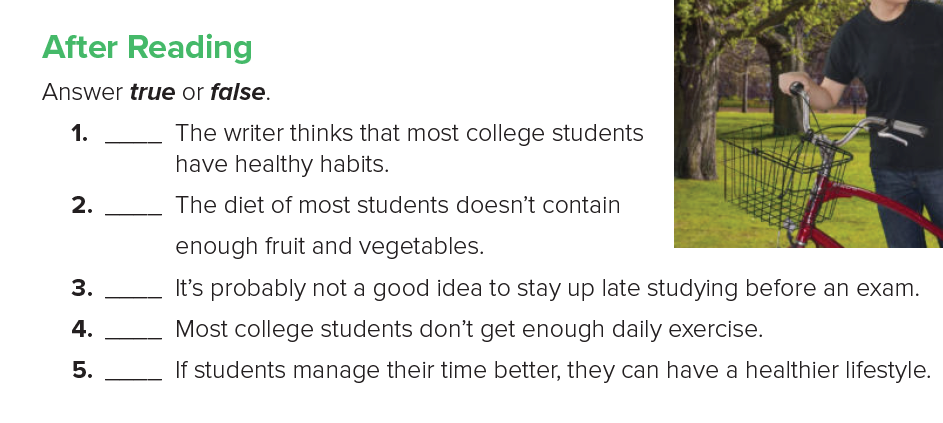 After Reading
Answer true or false.
1. _____ The writer thinks that most college students
have healthy habits.
2. _____ The diet of most students doesn’t contain
enough fruit and vegetables.
3. _____ It’s probably not a good idea to stay up late studying before an exam.
4. _____ Most college students don’t get enough daily exercise.
5. _____ If students manage their time better, they can have a healthier lifestyle.